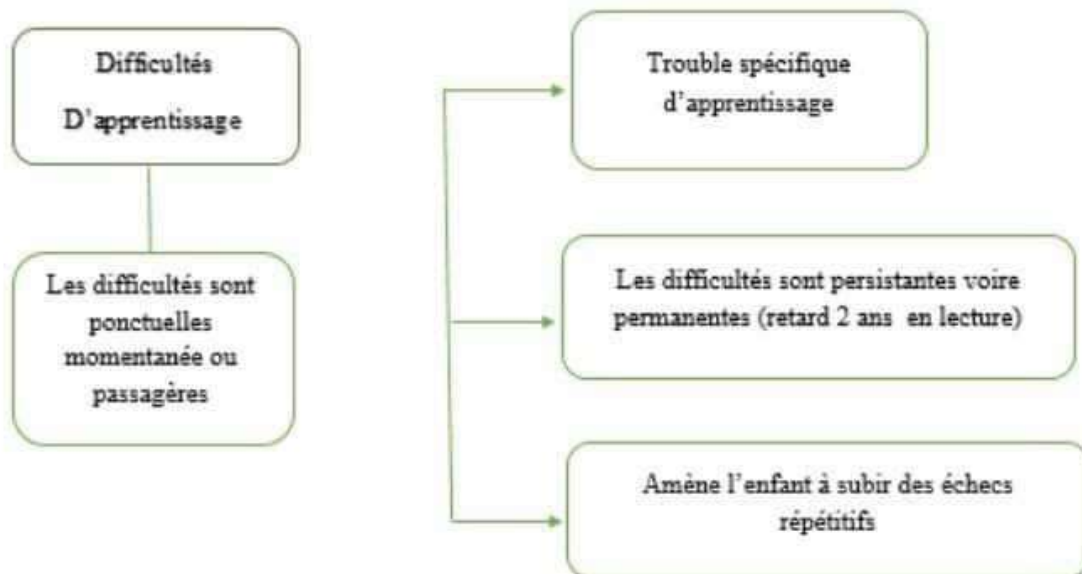 Difficultés
D'apprentissage
Les difficultés sont
ponctuelles
momentanée ou
passagères
Trouble spécifique
d'apprentissage
Les difficultés sont persistantes voire
permanentes (retard 2 ans en lecture)
Amène l'enfant à subir des échecs
répétitifs